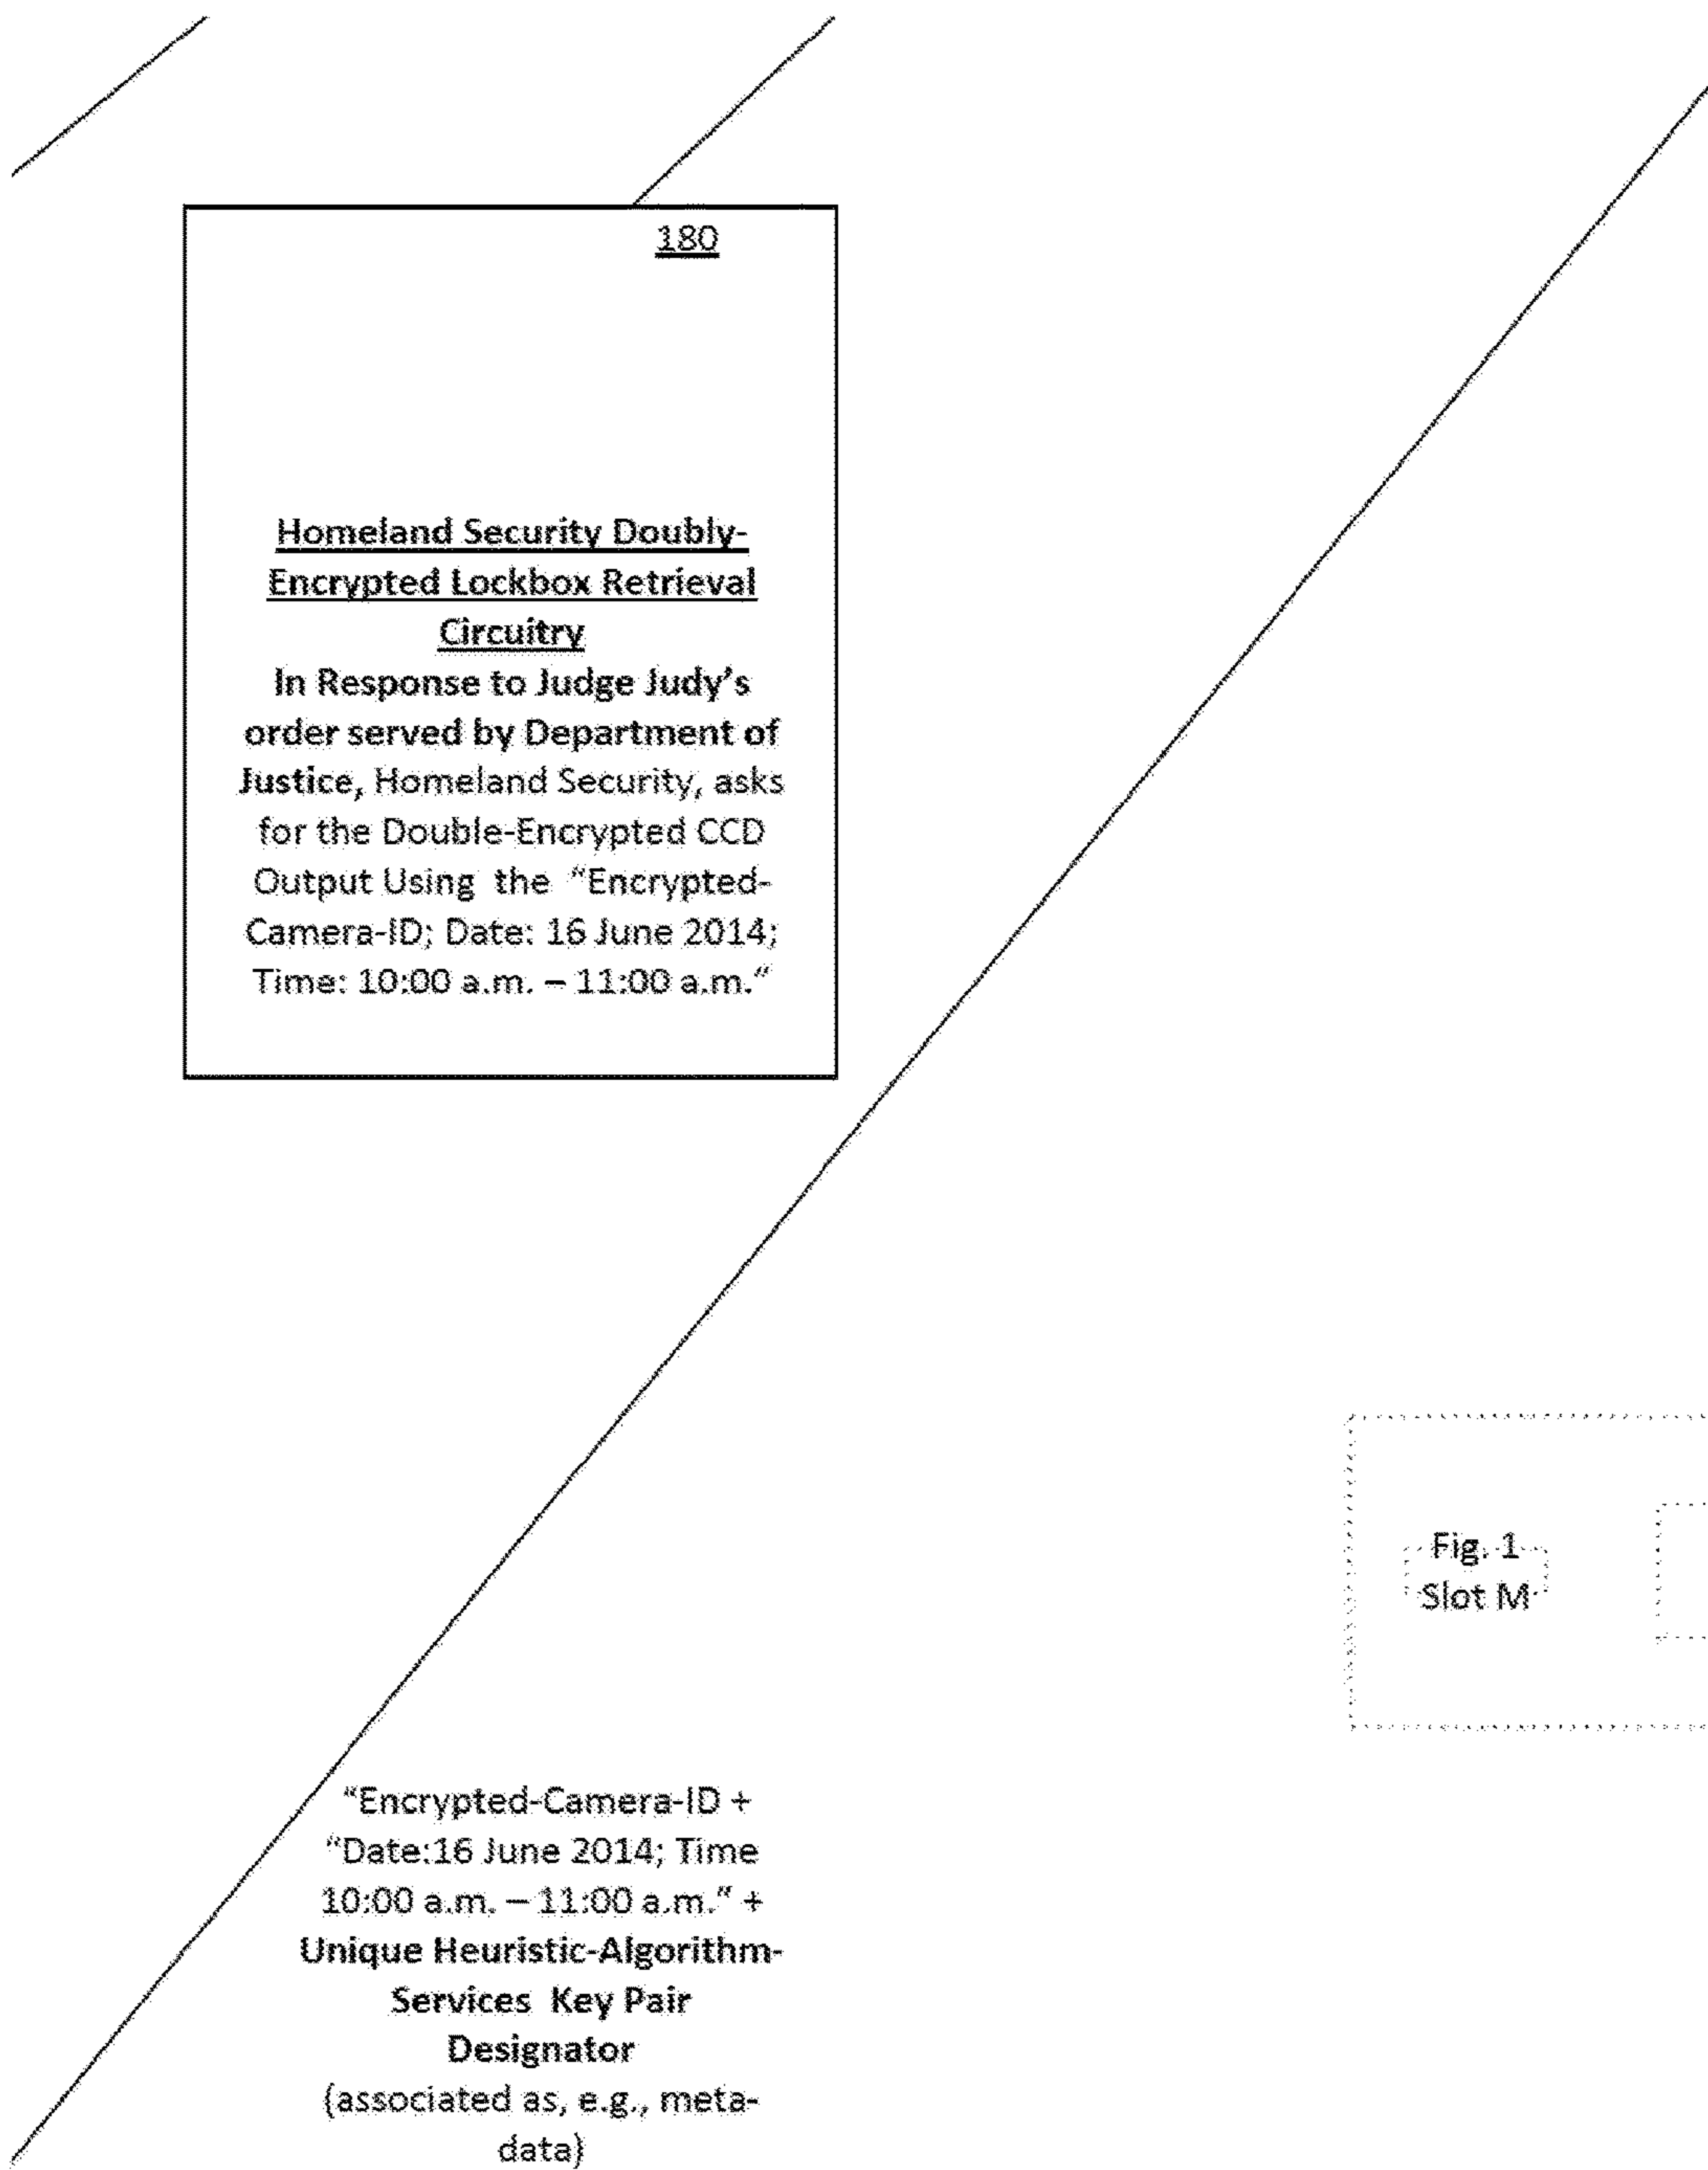 180
Homeland Security Doubly-
Encrypted Lockbox Retrieval
Circuitry
In Response to Judge Judy’s
order served by Department of
Justice, Homeland Security, asks
for the Double-Encrypted CCD
Output Using the “Encrypted-
Camera-ID; Date: 16 June 2014;
Time: 10:00 a.m. – 11:00 a.m.“
Fig. 1
Slot M
“Encrypted-Camera-ID +
“Date:16 June 2014; Time
10:00 a.m. – 11:00 a.m.” +
Unique Heuristic-Algorithm-
Services Key Pair
Designator
(associated as, e.g., meta-
data)